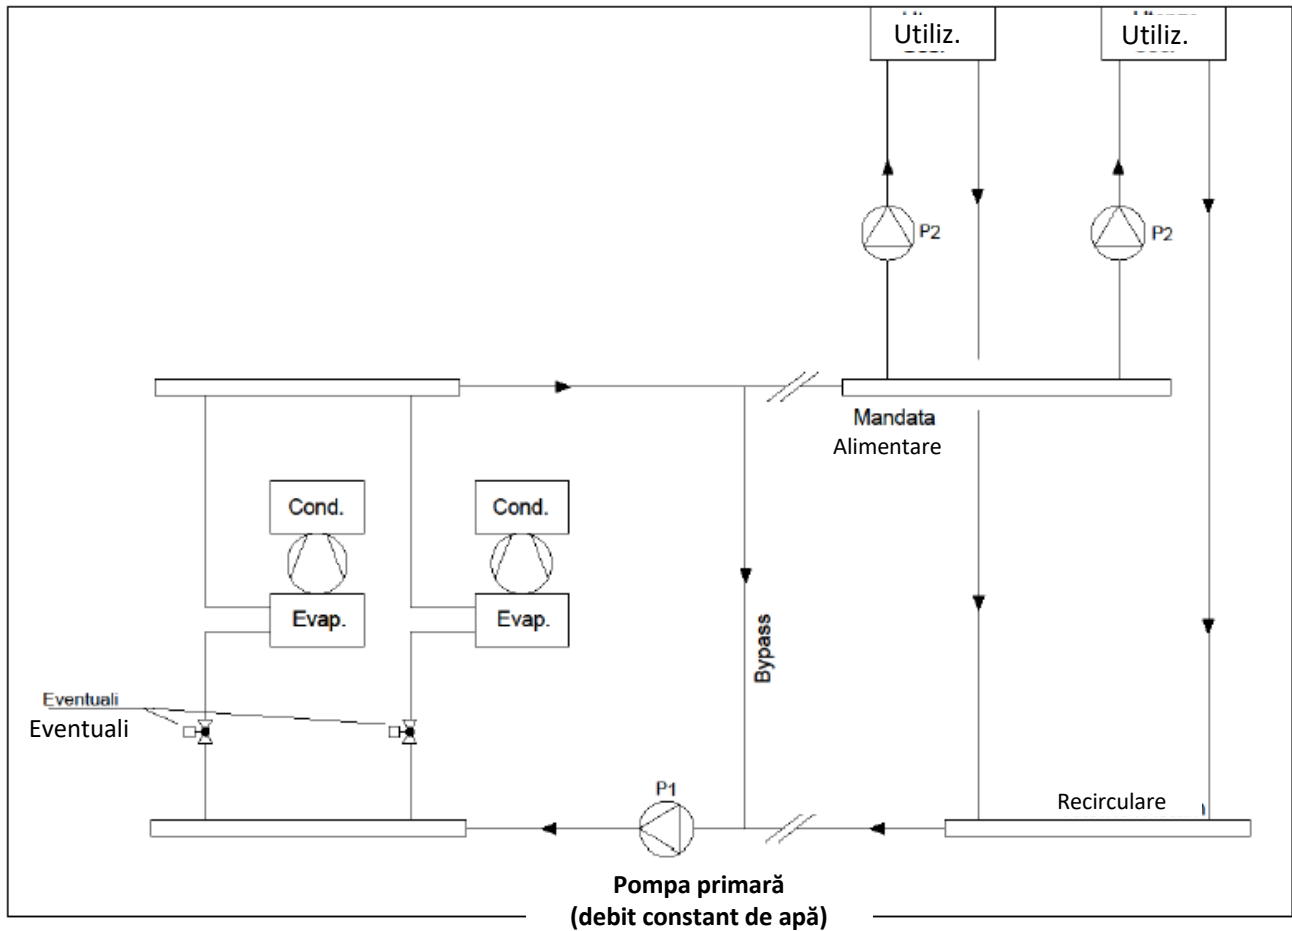 Utiliz.
Utiliz.
P2
P2
Mandata
Alimentare
Cond.
Cond.
Evap.
Evap.
Bypass
Eventuali
Eventuali
P1
Recirculare
Pompa primară
(debit constant de apă)